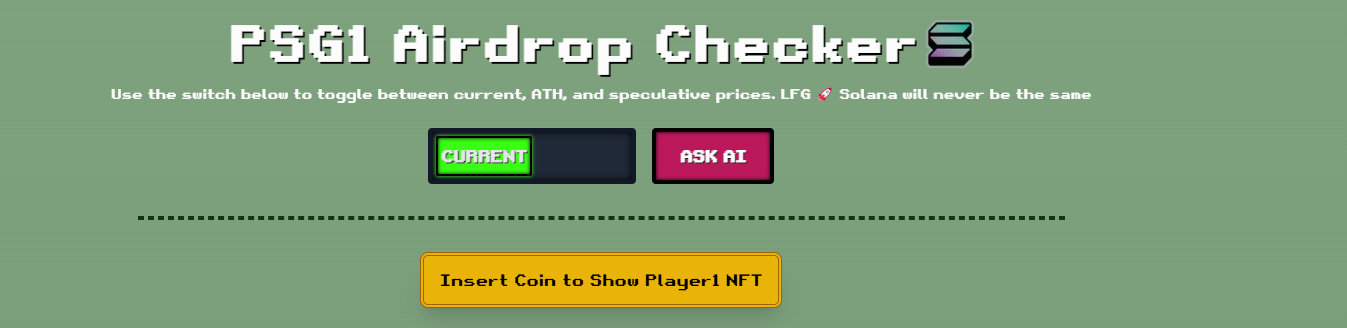 PSG1 Airdrop Checker
Use the switch below to toggle between current, ATH, and speculative prices. LFG 🚀 Solana will never be the same
CURRENT
ASK AI
Insert Coin to Show Player1 NFT